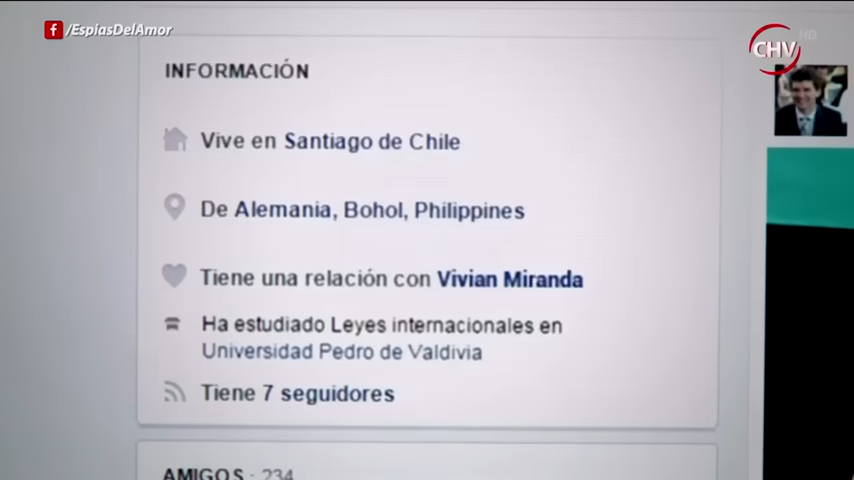 f/EspiasDelAmor
CHV HD
INFORMACIÓN
Vive en Santiago de Chile
De Alemania, Bohol, Philippines
Tiene una relación con Vivian Miranda
Ha estudiado Leyes internacionales en
Universidad Pedro de Valdivia
Tiene 7 seguidores
AMIGOS · 234